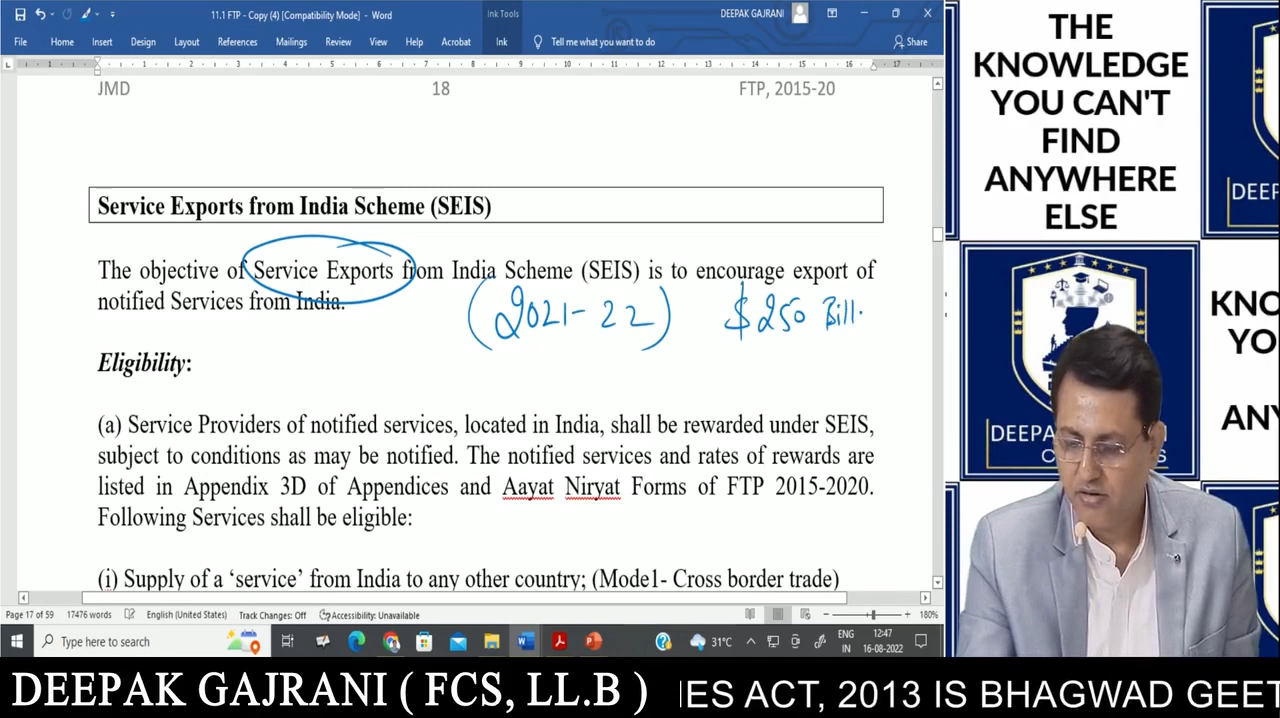 11.1 FTP - Copy (4) [Compatibility Mode] - Word
Ink Tools
DEEPAK GAJRANI
File Home Insert Design Layout References Mailings Review View Help Acrobat Ink Tell me what you want to do Share
JMD 18 FTP, 2015-20
Service Exports from India Scheme (SEIS)
The objective of Service Exports from India Scheme (SEIS) is to encourage export of
notified Services from India.
(2021-22) $250 Bill.
Eligibility:
(a) Service Providers of notified services, located in India, shall be rewarded under SEIS,
subject to conditions as may be notified. The notified services and rates of rewards are
listed in Appendix 3D of Appendices and Aayat Niryat Forms of FTP 2015-2020.
Following Services shall be eligible:
(i) Supply of a ‘service’ from India to any other country; (Mode1- Cross border trade)
Page 17 of 59 17476 words English (United States) Track Changes: Off Accessibility: Unavailable 180%
Type here to search
31°C
ENG
IN
12:47
16-08-2022
THE
KNOWLEDGE
YOU CAN'T
FIND
ANYWHERE
ELSE
DEEP
KNO
YO
ANY
DEEPA
C
S
DEEP
DEEPAK GAJRANI ( FCS, LL.B )
IES ACT, 2013 IS BHAGWAD GEET